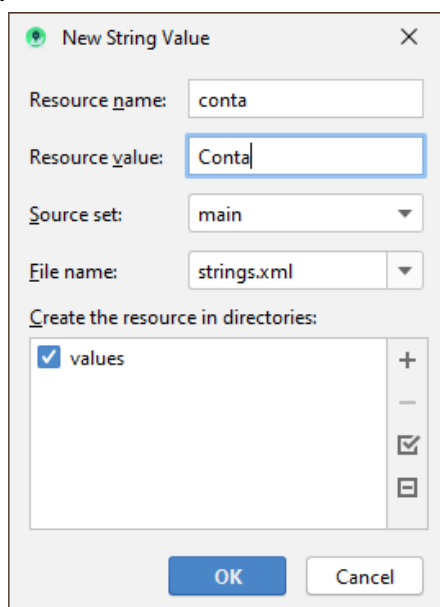 New String Value
Resource name: conta
Resource value: Conta
Source set: main
File name: strings.xml
Create the resource in directories:
values
OK Cancel